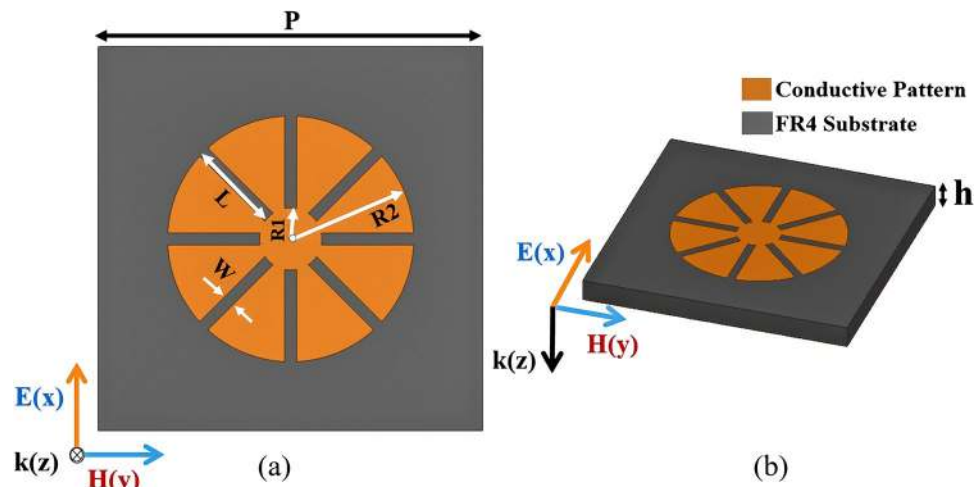 P
Conductive Pattern
FR4 Substrate
L
R1
R2
W
h
E(x)
k(z)
H(y)
(a)
E(x)
k(z)
H(y)
(b)